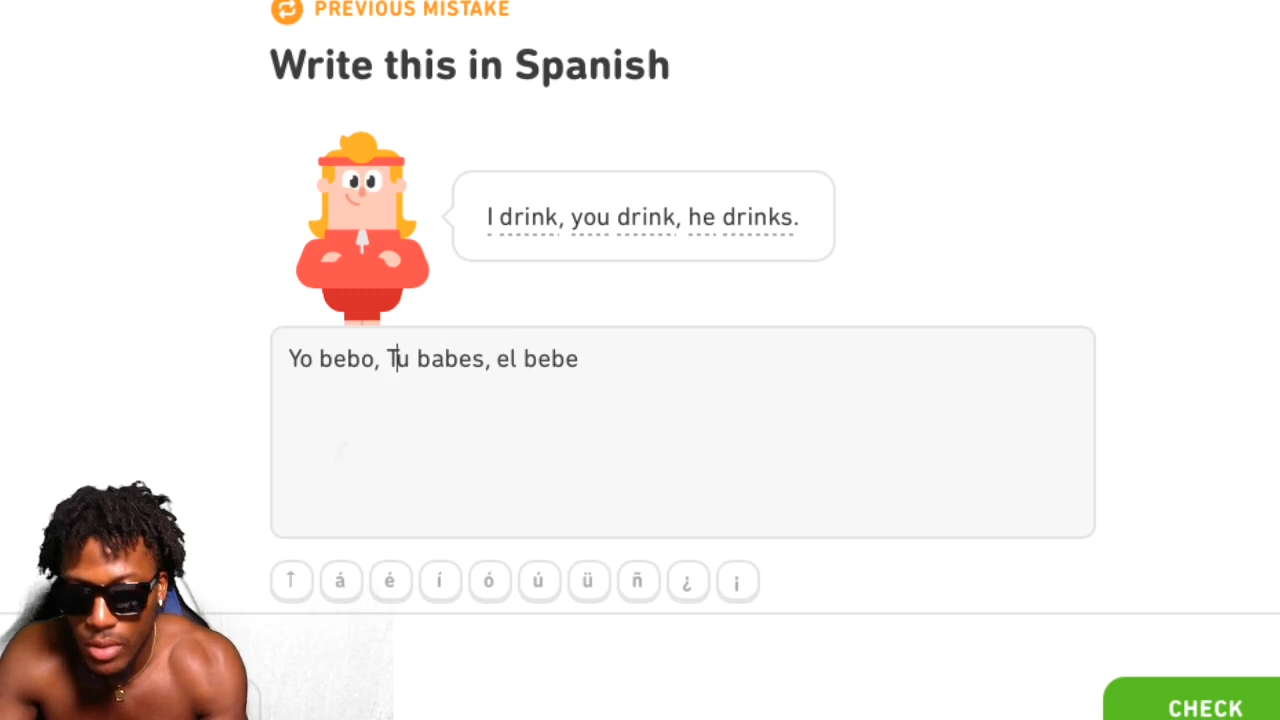 PREVIOUS MISTAKE
Write this in Spanish
I drink, you drink, he drinks.
Yo bebo, Tu babes, el bebe
↑ á é í ó ú ü ñ ¿ ¡
CHECK